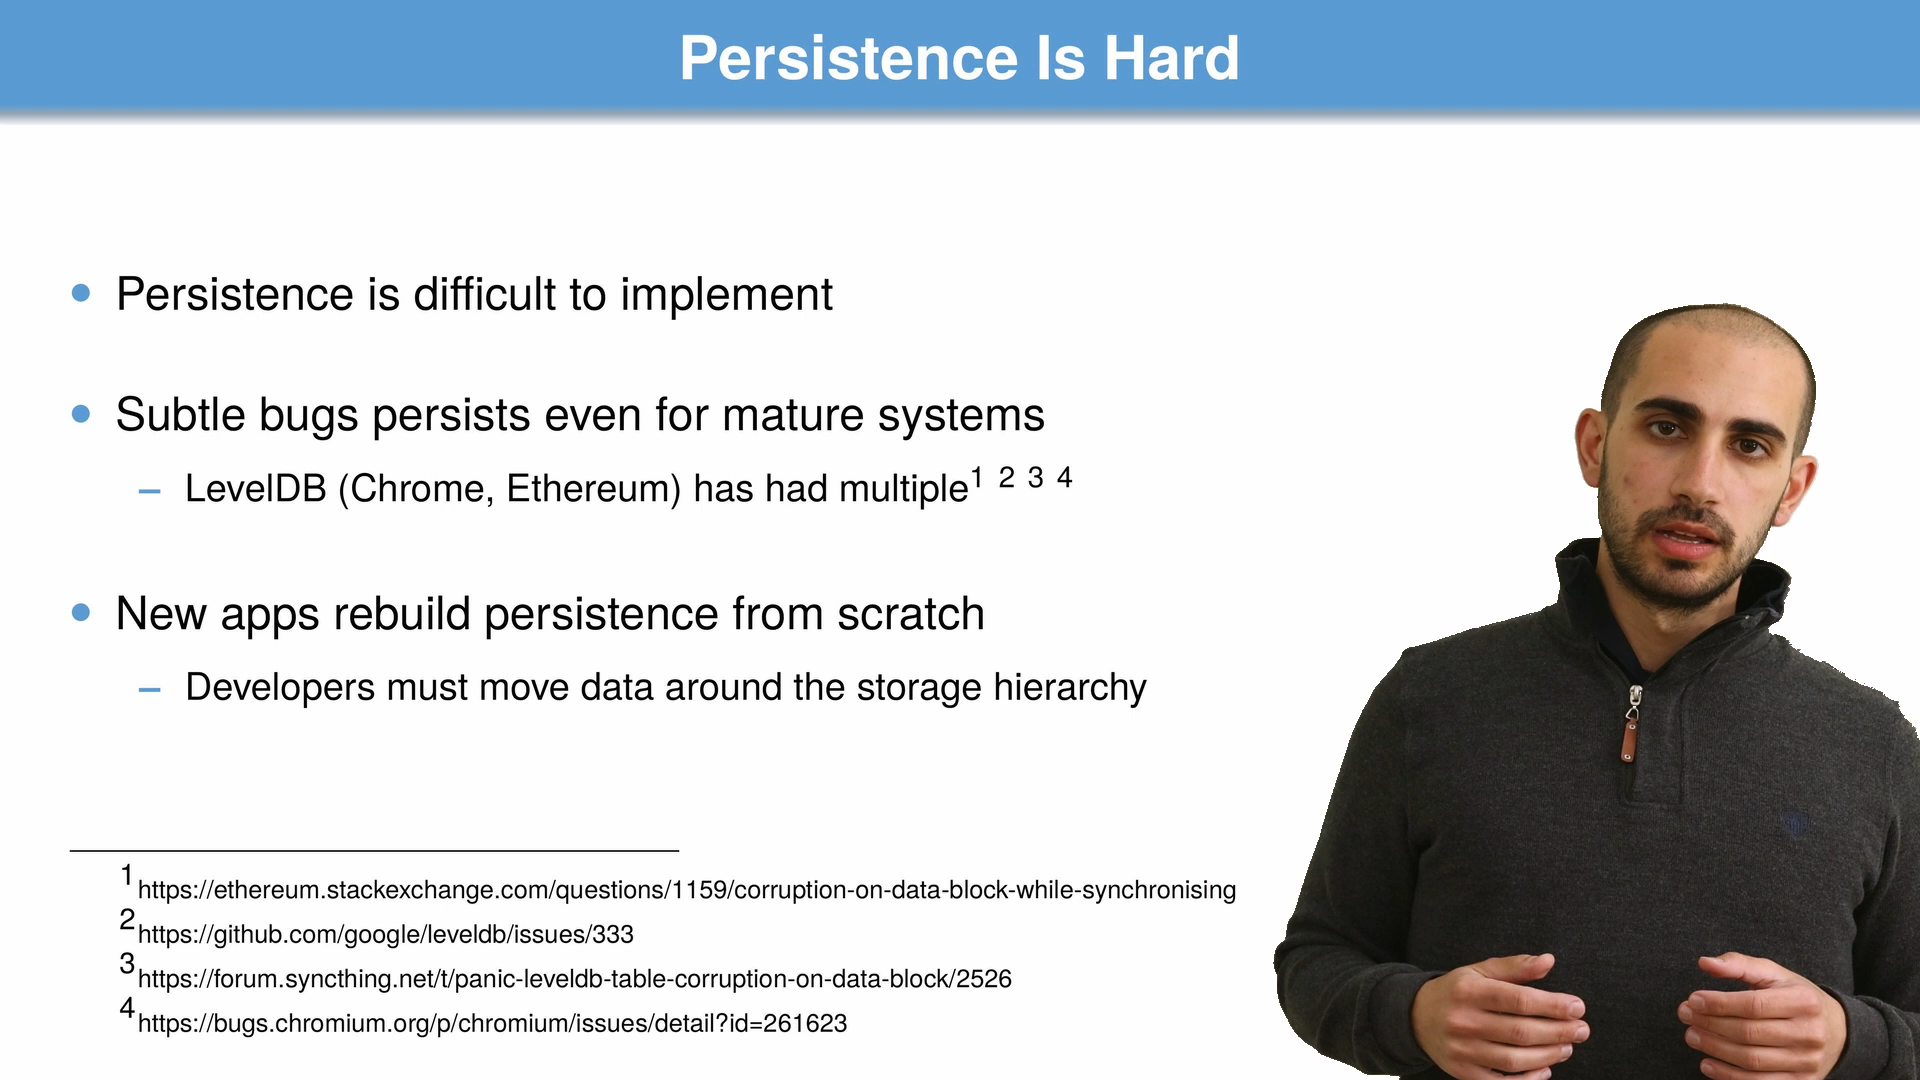 Persistence Is Hard
• Persistence is difficult to implement
• Subtle bugs persists even for mature systems
– LevelDB (Chrome, Ethereum) has had multiple1 2 3 4
• New apps rebuild persistence from scratch
– Developers must move data around the storage hierarchy
1https://ethereum.stackexchange.com/questions/1159/corruption-on-data-block-while-synchronising
2https://github.com/google/leveldb/issues/333
3https://forum.syncthing.net/t/panic-leveldb-table-corruption-on-data-block/2526
4https://bugs.chromium.org/p/chromium/issues/detail?id=261623